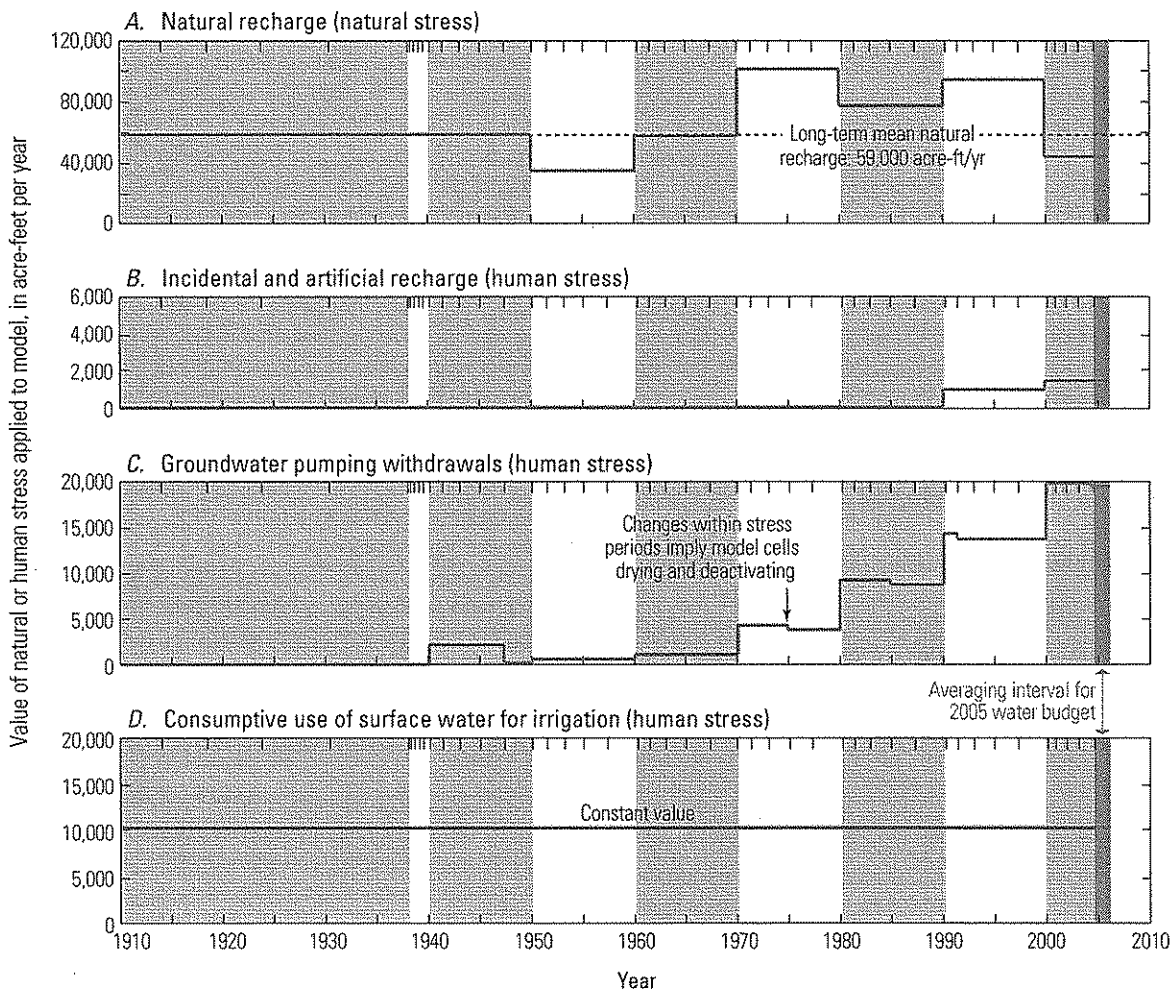 A. Natural recharge (natural stress)
120,000
80,000
40,000
0
Long-term mean natural
recharge: 59,000 acre-ft/yr
B. Incidental and artificial recharge (human stress)
6,000
4,000
2,000
0
C. Groundwater pumping withdrawals (human stress)
20,000
15,000
10,000
5,000
0
Changes within stress
periods imply model cells
drying and deactivating
Averaging interval for
2005 water budget
D. Consumptive use of surface water for irrigation (human stress)
20,000
15,000
10,000
5,000
0
Constant value
1910 1920 1930 1940 1950 1960 1970 1980 1990 2000 2010
Year
Value of natural or human stress applied to model, in acre-feet per year